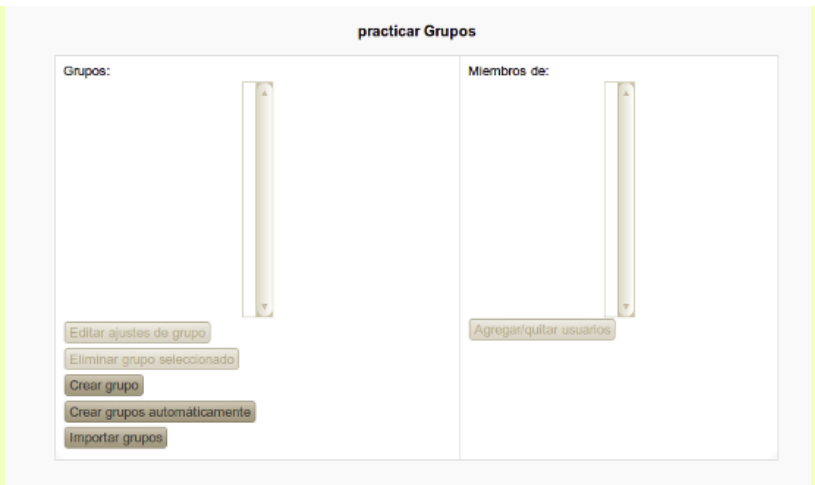 practicar Grupos
Grupos:
Editar ajustes de grupo
Eliminar grupo seleccionado
Crear grupo
Crear grupos automáticamente
Importar grupos
Miembros de:
Agregar/quitar usuarios